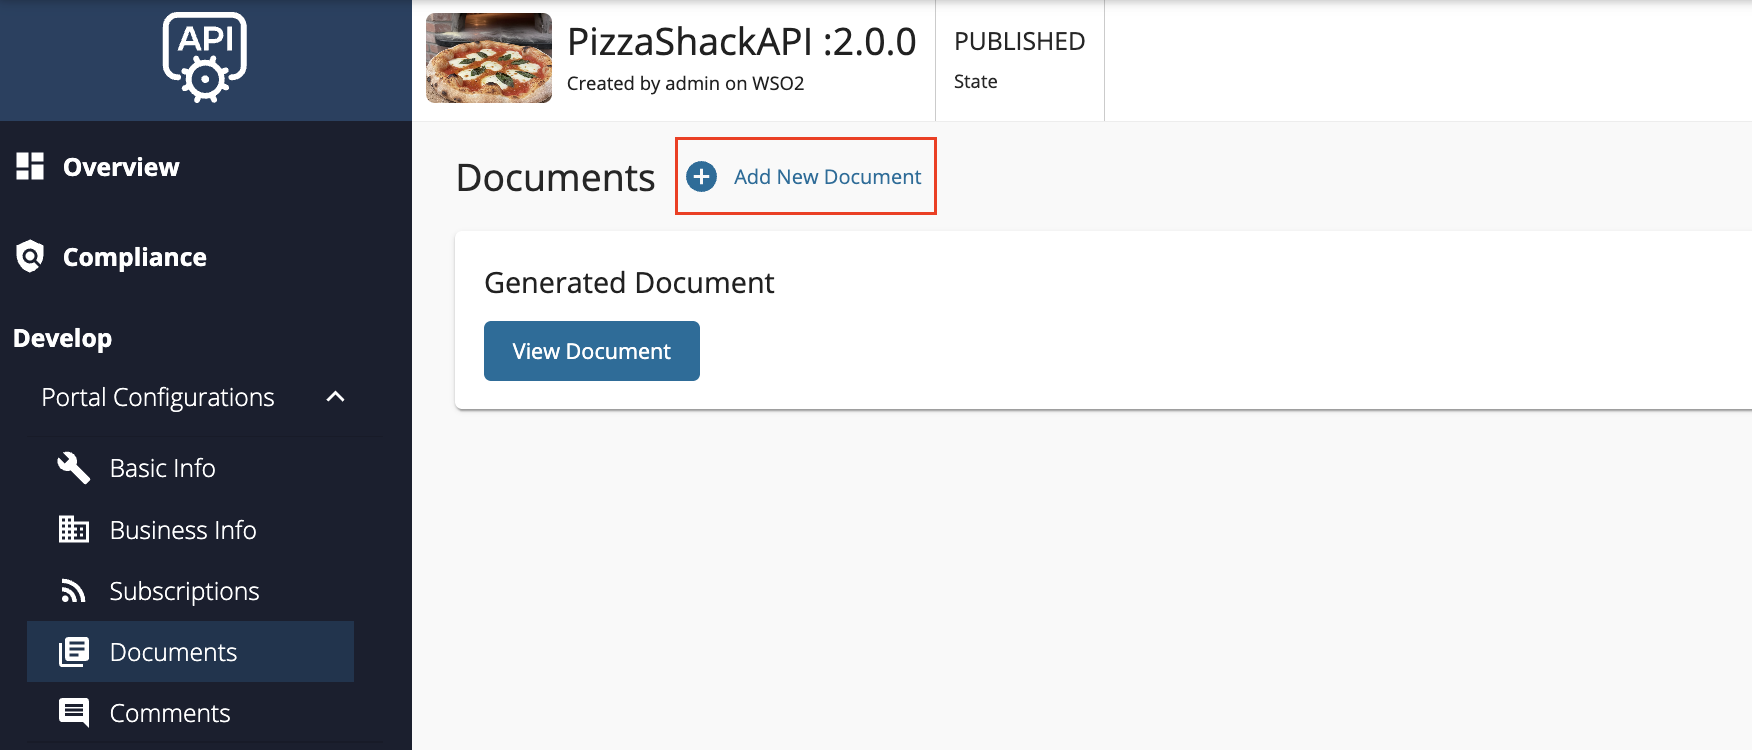 API
PizzaShackAPI :2.0.0
Created by admin on WSO2
PUBLISHED
State
Overview
Compliance
Develop
Portal Configurations
Basic Info
Business Info
Subscriptions
Documents
Comments
Documents
Add New Document
Generated Document
View Document